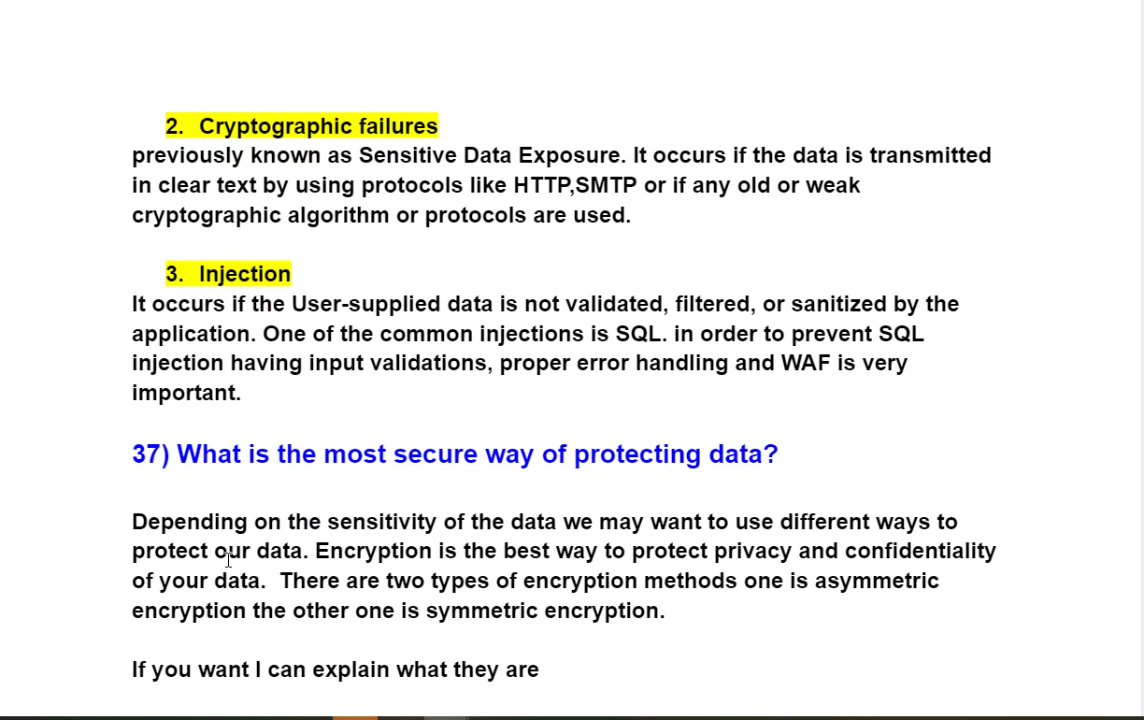 2. Cryptographic failures
previously known as Sensitive Data Exposure. It occurs if the data is transmitted
in clear text by using protocols like HTTP,SMTP or if any old or weak
cryptographic algorithm or protocols are used.
3. Injection
It occurs if the User-supplied data is not validated, filtered, or sanitized by the
application. One of the common injections is SQL. in order to prevent SQL
injection having input validations, proper error handling and WAF is very
important.
37) What is the most secure way of protecting data?
Depending on the sensitivity of the data we may want to use different ways to
protect our data. Encryption is the best way to protect privacy and confidentiality
of your data.  There are two types of encryption methods one is asymmetric
encryption the other one is symmetric encryption.
If you want I can explain what they are